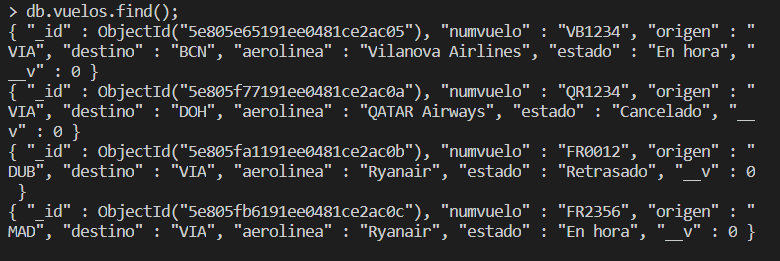 > db.vuelos.find();
{ "_id" : ObjectId("5e805e65191ee0481ce2ac05"), "numvuelo" : "VB1234", "origen" : "
VIA", "destino" : "BCN", "aerolinea" : "Vilanova Airlines", "estado" : "En hora", "
__v" : 0 }
{ "_id" : ObjectId("5e805f77191ee0481ce2ac0a"), "numvuelo" : "QR1234", "origen" : "
VIA", "destino" : "DOH", "aerolinea" : "QATAR Airways", "estado" : "Cancelado", "__
v" : 0 }
{ "_id" : ObjectId("5e805fa1191ee0481ce2ac0b"), "numvuelo" : "FR0012", "origen" : "
DUB", "destino" : "VIA", "aerolinea" : "Ryanair", "estado" : "Retrasado", "__v" : 0
 }
{ "_id" : ObjectId("5e805fb6191ee0481ce2ac0c"), "numvuelo" : "FR2356", "origen" : "
MAD", "destino" : "VIA", "aerolinea" : "Ryanair", "estado" : "En hora", "__v" : 0 }